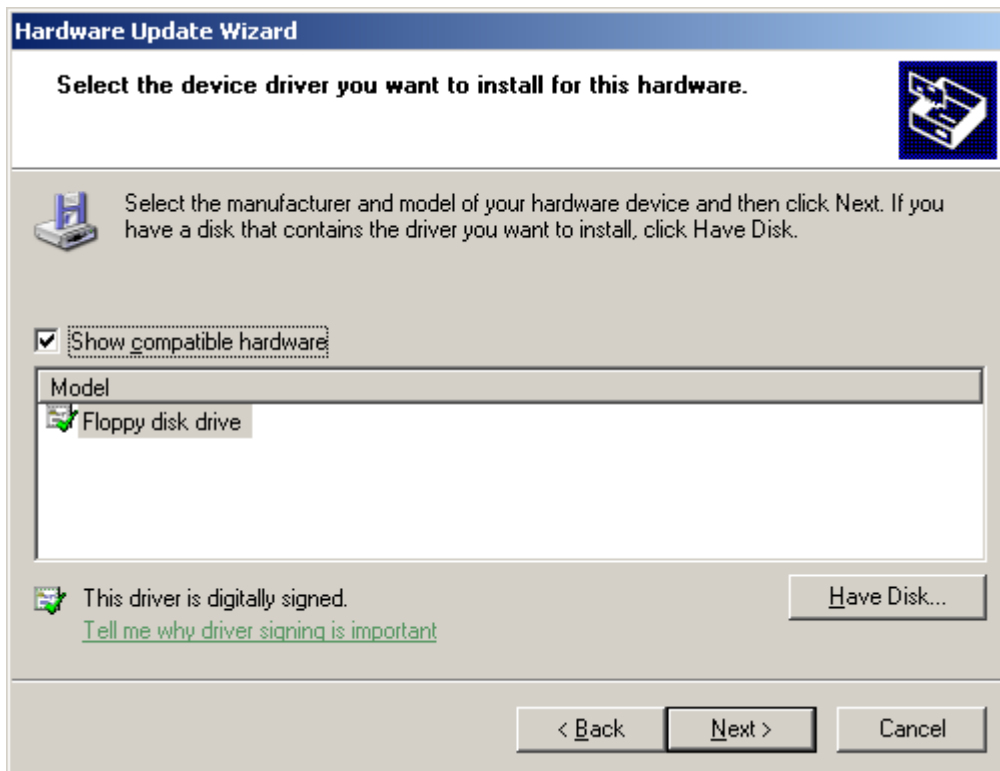 Hardware Update Wizard
Select the device driver you want to install for this hardware.
Select the manufacturer and model of your hardware device and then click Next. If you
have a disk that contains the driver you want to install, click Have Disk.
Show compatible hardware
Model
Floppy disk drive
This driver is digitally signed.
Have Disk...
Tell me why driver signing is important
< Back
Next >
Cancel